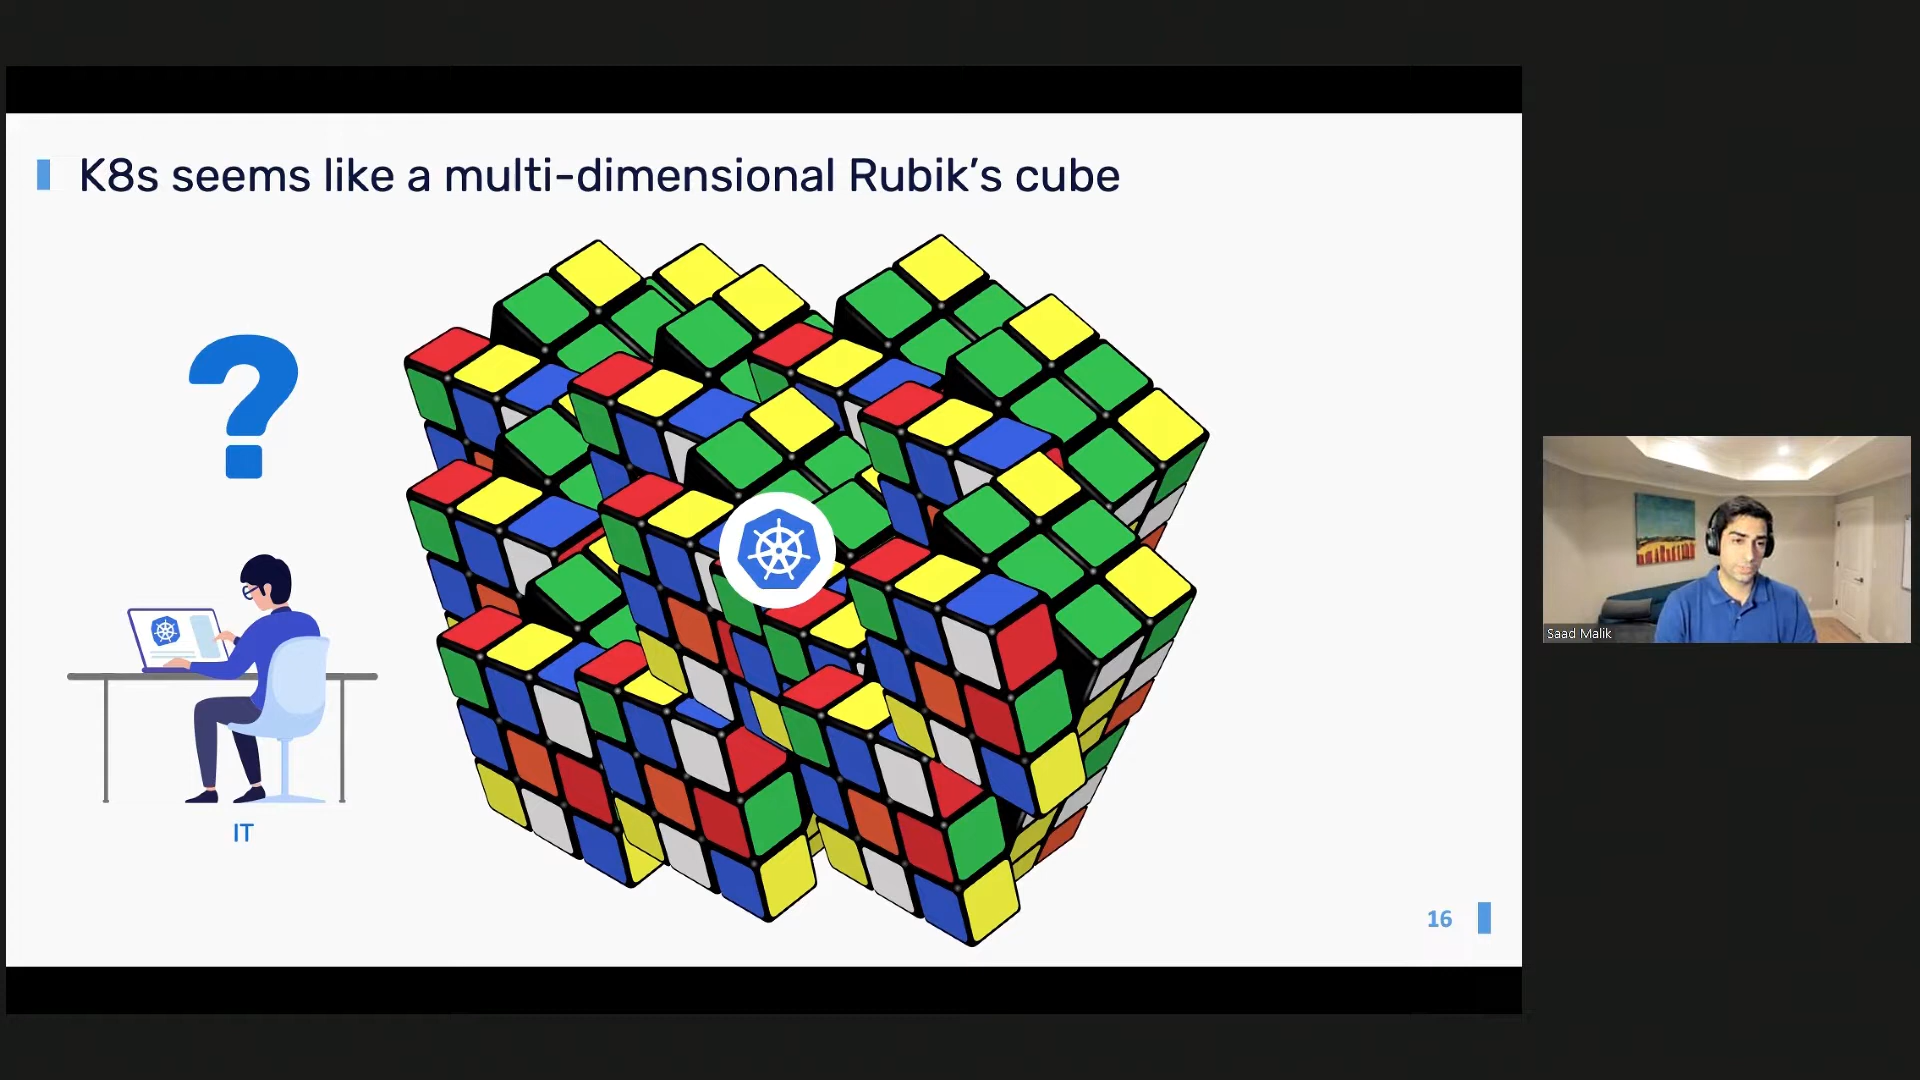 K8s seems like a multi-dimensional Rubik’s cube
?
IT
16
Saad Malik